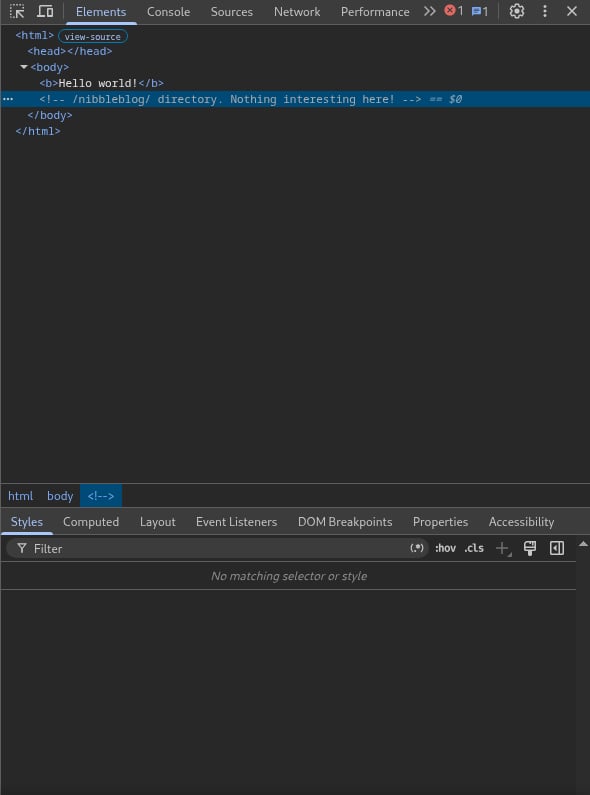 Elements Console Sources Network Performance 1 1
<html> view-source
<head></head>
<body>
<b>Hello world!</b>
<!-- /nibbleblog/ directory. Nothing interesting here! --> == $0
</body>
</html>
html body <!-->
Styles Computed Layout Event Listeners DOM Breakpoints Properties Accessibility
Filter (.*) :hov .cls
No matching selector or style